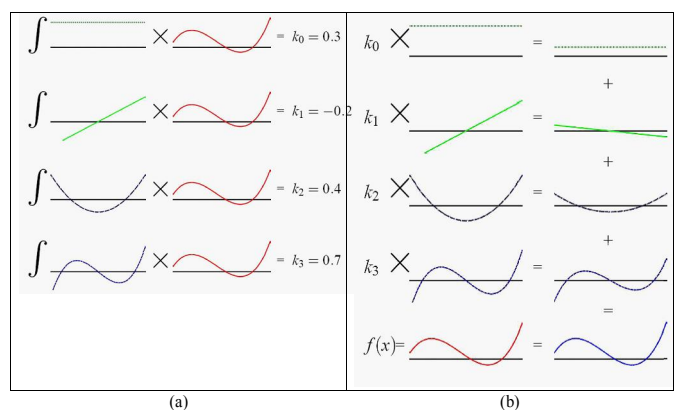 ∫ × = k₀ = 0.3
∫ × = k₁ = −0.2
∫ × = k₂ = 0.4
∫ × = k₃ = 0.7
(a)
k₀ × =
+
k₁ × =
+
k₂ × =
+
k₃ × =
=
f(x)= =
(b)